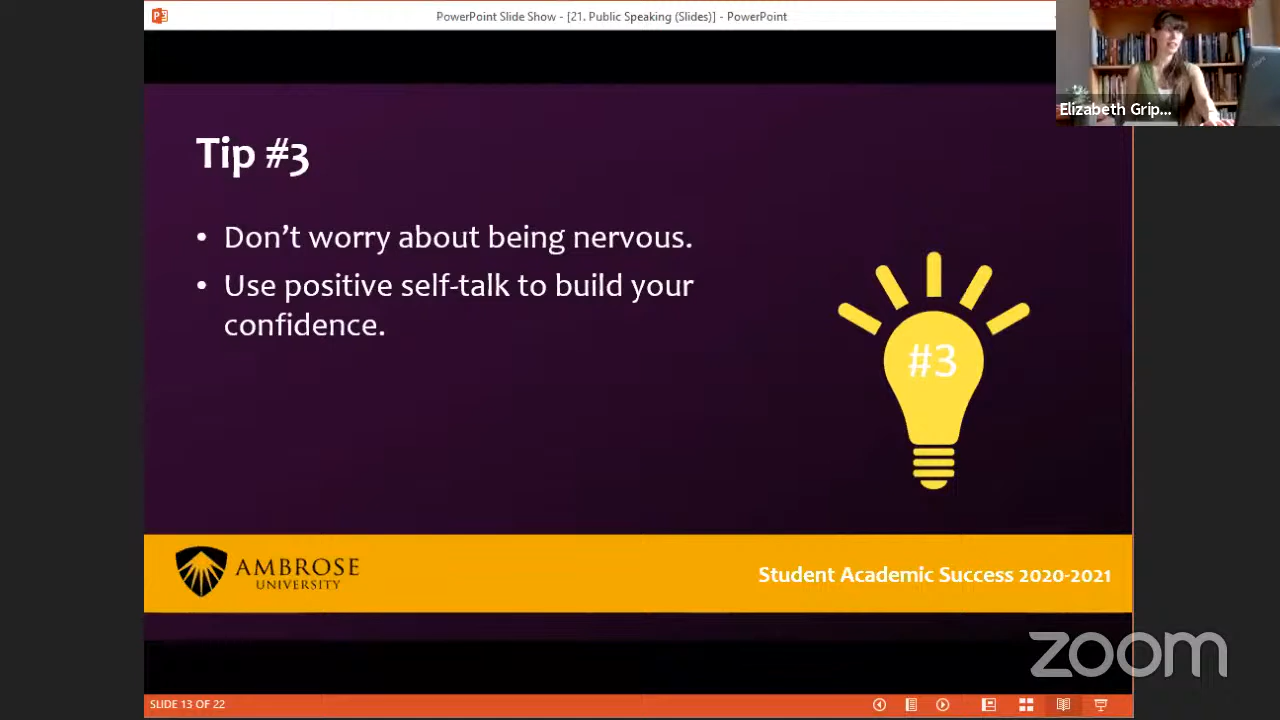 PowerPoint Slide Show - [21. Public Speaking (Slides)] - PowerPoint
Elizabeth Grip...
Tip #3
• Don't worry about being nervous.
• Use positive self-talk to build your
confidence.
#3
AMBROSE
UNIVERSITY
Student Academic Success 2020-2021
zoom
SLIDE 13 OF 22